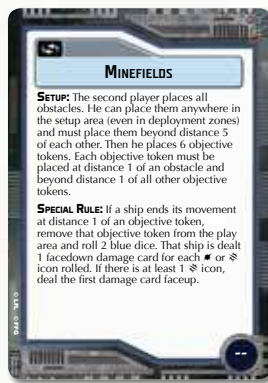 MINEFIELDS
SETUP: The second player places all
obstacles. He can place them anywhere in
the setup area (even in deployment zones)
and must place them beyond distance 5
of each other. Then he places 6 objective
tokens. Each objective token must be
placed at distance 1 of an obstacle and
beyond distance 1 of all other objective
tokens.
SPECIAL RULE: If a ship ends its movement
at distance 1 of an objective token,
remove that objective token from the play
area and roll 2 blue dice. That ship is dealt
1 facedown damage card for each or
icon rolled. If there is at least 1 icon,
deal the first damage card faceup.
© LFL © FFG
--